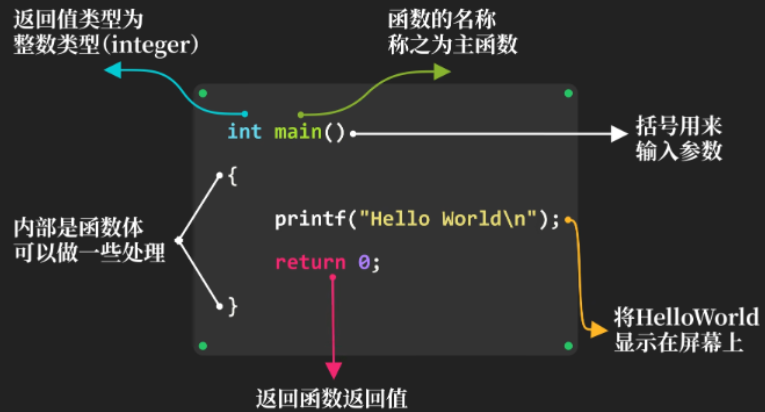 返回值类型为
整数类型(integer)
函数的名称
称之为主函数
int main()
括号用来
输入参数
{
printf("Hello World\n");
内部是函数体
可以做一些处理
return 0;
}
将HelloWorld
显示在屏幕上
返回函数返回值